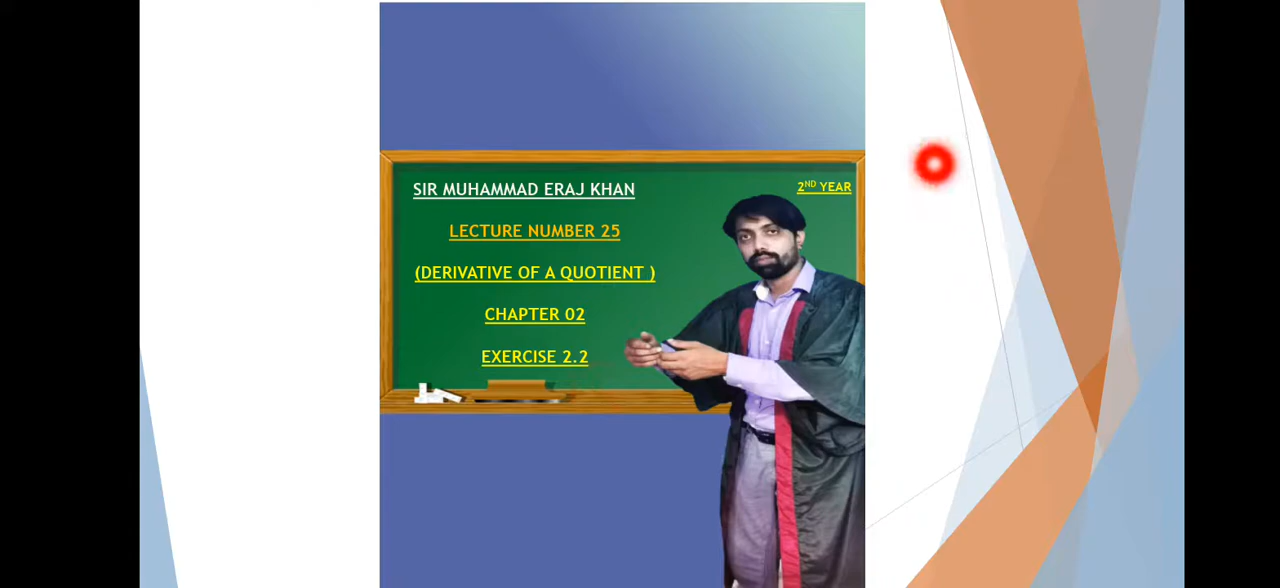 SIR MUHAMMAD ERAJ KHAN
2ND YEAR
LECTURE NUMBER 25
(DERIVATIVE OF A QUOTIENT )
CHAPTER 02
EXERCISE 2.2